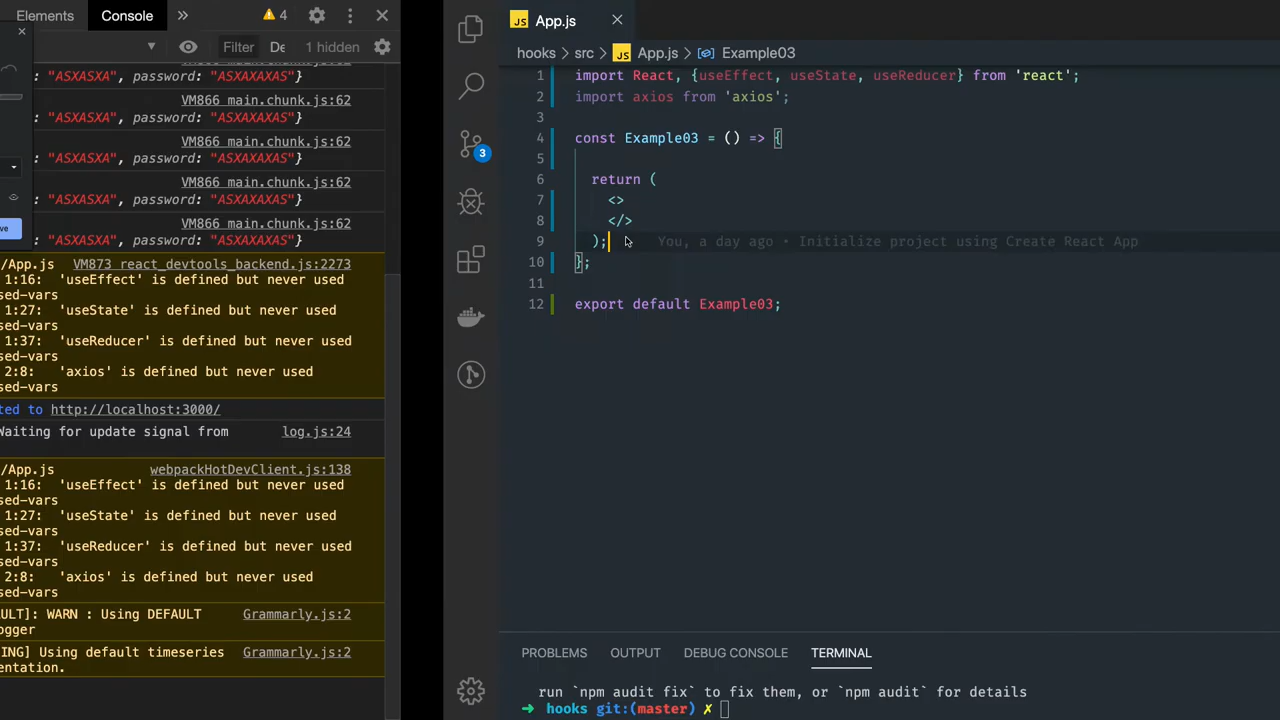 Elements Console » 4
Filter De 1 hidden
: "ASXASXA", password: "ASXAXAXAS"}
VM866 main.chunk.js:62
: "ASXASXA", password: "ASXAXAXAS"}
VM866 main.chunk.js:62
: "ASXASXA", password: "ASXAXAXAS"}
VM866 main.chunk.js:62
: "ASXASXA", password: "ASXAXAXAS"}
VM866 main.chunk.js:62
: "ASXASXA", password: "ASXAXAXAS"}
/App.js VM873 react_devtools_backend.js:2273
1:16: 'useEffect' is defined but never used
sed-vars
1:27: 'useState' is defined but never used
sed-vars
1:37: 'useReducer' is defined but never used
sed-vars
2:8: 'axios' is defined but never used
sed-vars
ted to http://localhost:3000/
Waiting for update signal from log.js:24
/App.js webpackHotDevClient.js:138
1:16: 'useEffect' is defined but never used
sed-vars
1:27: 'useState' is defined but never used
sed-vars
1:37: 'useReducer' is defined but never used
sed-vars
2:8: 'axios' is defined but never used
sed-vars
ULT]: WARN : Using DEFAULT Grammarly.js:2
ogger
ING] Using default timeseries Grammarly.js:2
entation.
ve
3
JS App.js ×
hooks > src > JS App.js > Example03
1 import React, {useEffect, useState, useReducer} from 'react';
2 import axios from 'axios';
3
4 const Example03 = () => {
5
6 return (
7 <>
8 </>
9 ); You, a day ago • Initialize project using Create React App
10 };
11
12 export default Example03;
PROBLEMS OUTPUT DEBUG CONSOLE TERMINAL
run `npm audit fix` to fix them, or `npm audit` for details
➜ hooks git:(master) ✗